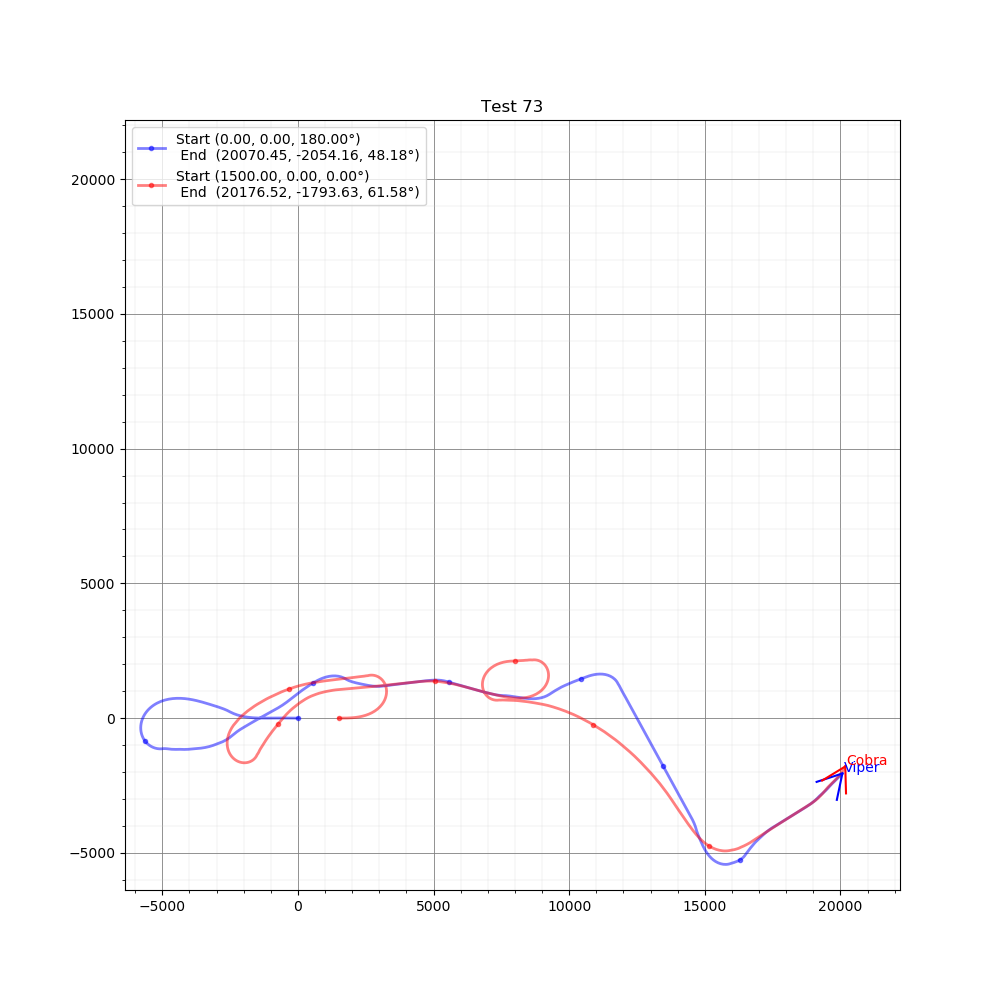 Test 73
Start (0.00, 0.00, 180.00°)
End (20070.45, -2054.16, 48.18°)
Start (1500.00, 0.00, 0.00°)
End (20176.52, -1793.63, 61.58°)
20000
15000
10000
5000
0
−5000
Cobra
Viper
−5000 0 5000 10000 15000 20000